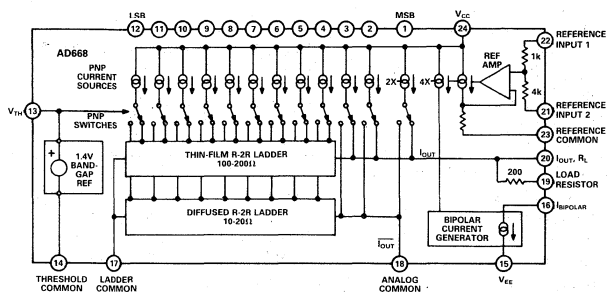 LSB MSB VCC
12 11 10 9 8 7 6 5 4 3 2 1 24
AD668
22 REFERENCE INPUT 1
REF AMP
1k
4k
PNP CURRENT SOURCES
2X 4X
21 REFERENCE INPUT 2
VTH 13
PNP SWITCHES
23 REFERENCE COMMON
+ 1.4V BAND-GAP REF
THIN-FILM R-2R LADDER
100-200Ω
IOUT
20 IOUT, RL
200
19 LOAD RESISTOR
DIFFUSED R-2R LADDER
10-20Ω
IOUT
BIPOLAR CURRENT GENERATOR
16 IBIPOLAR
14 17 18 15
THRESHOLD COMMON
LADDER COMMON
ANALOG COMMON
VEE